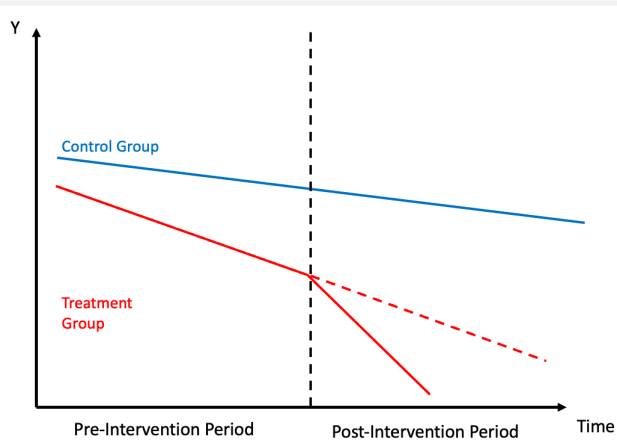 Y
Control Group
Treatment
Group
Time
Pre-Intervention Period
Post-Intervention Period